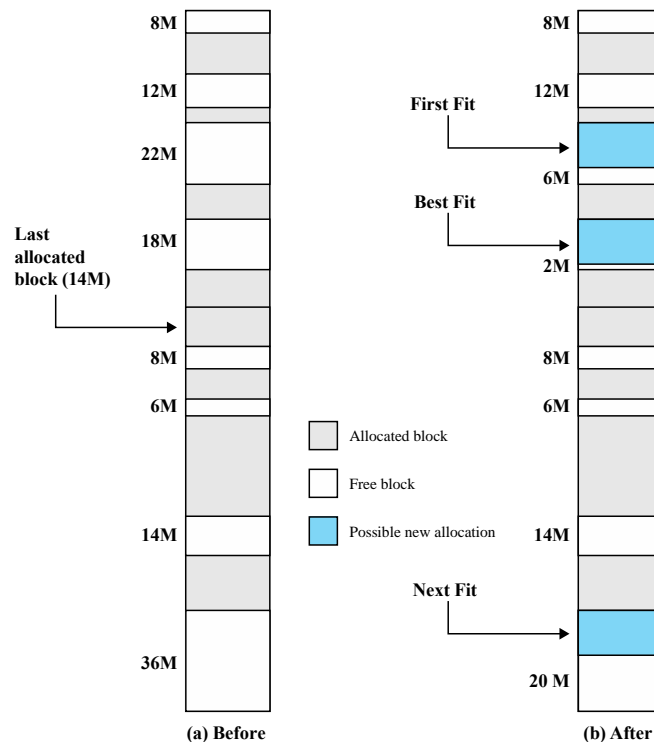 8M
12M
22M
18M
Last
allocated
block (14M)
8M
6M
14M
36M
(a) Before
Allocated block
Free block
Possible new allocation
8M
12M
First Fit
6M
Best Fit
2M
8M
6M
14M
Next Fit
20 M
(b) After